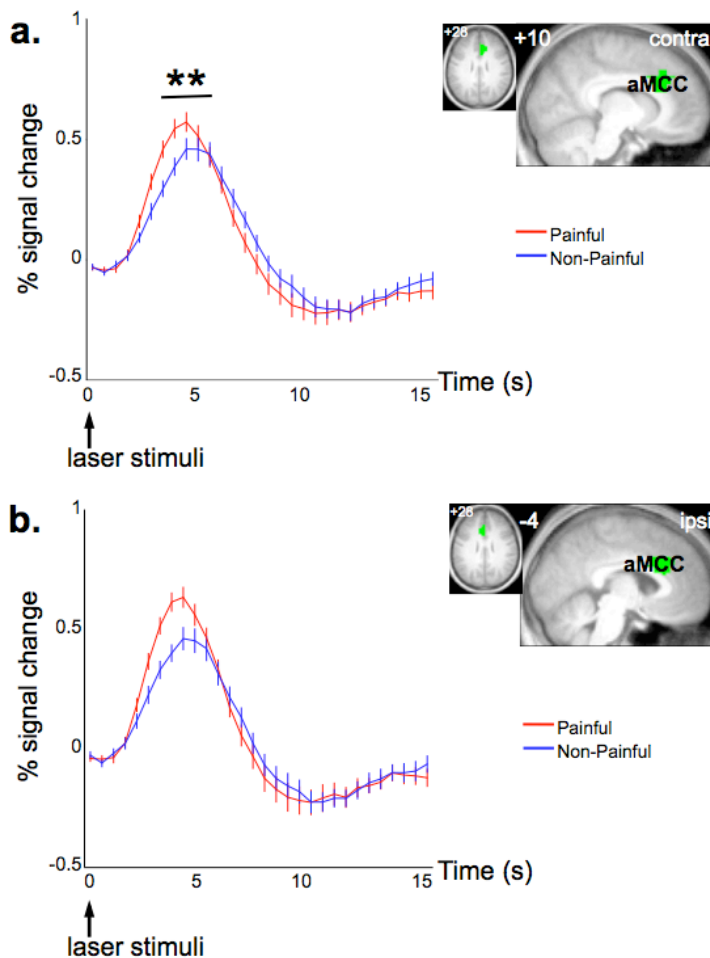 a.
1
0.5
0
-0.5
% signal change
**
+28
+10
contra
aMCC
Painful
Non-Painful
0
5
10
15
Time (s)
laser stimuli
b.
1
0.5
0
-0.5
% signal change
+28
-4
ipsi
aMCC
Painful
Non-Painful
0
5
10
15
Time (s)
laser stimuli